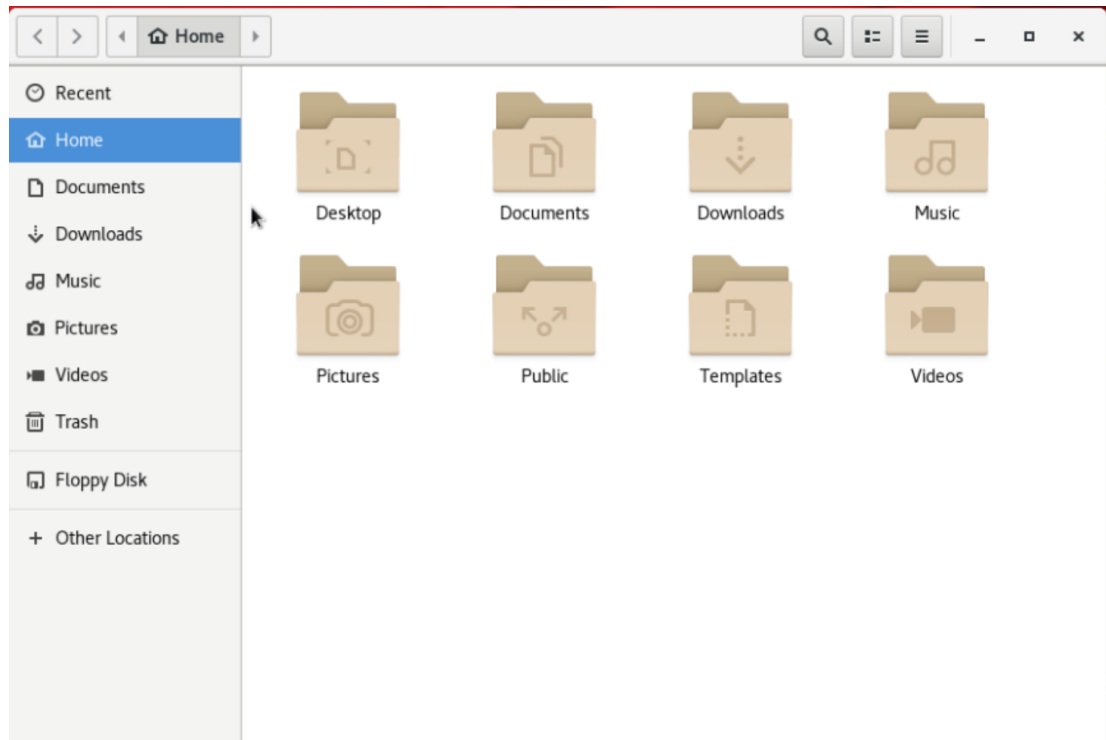 Home
Recent
Home
Documents
Downloads
Music
Pictures
Videos
Trash
Floppy Disk
+ Other Locations
Desktop Documents Downloads Music
Pictures Public Templates Videos